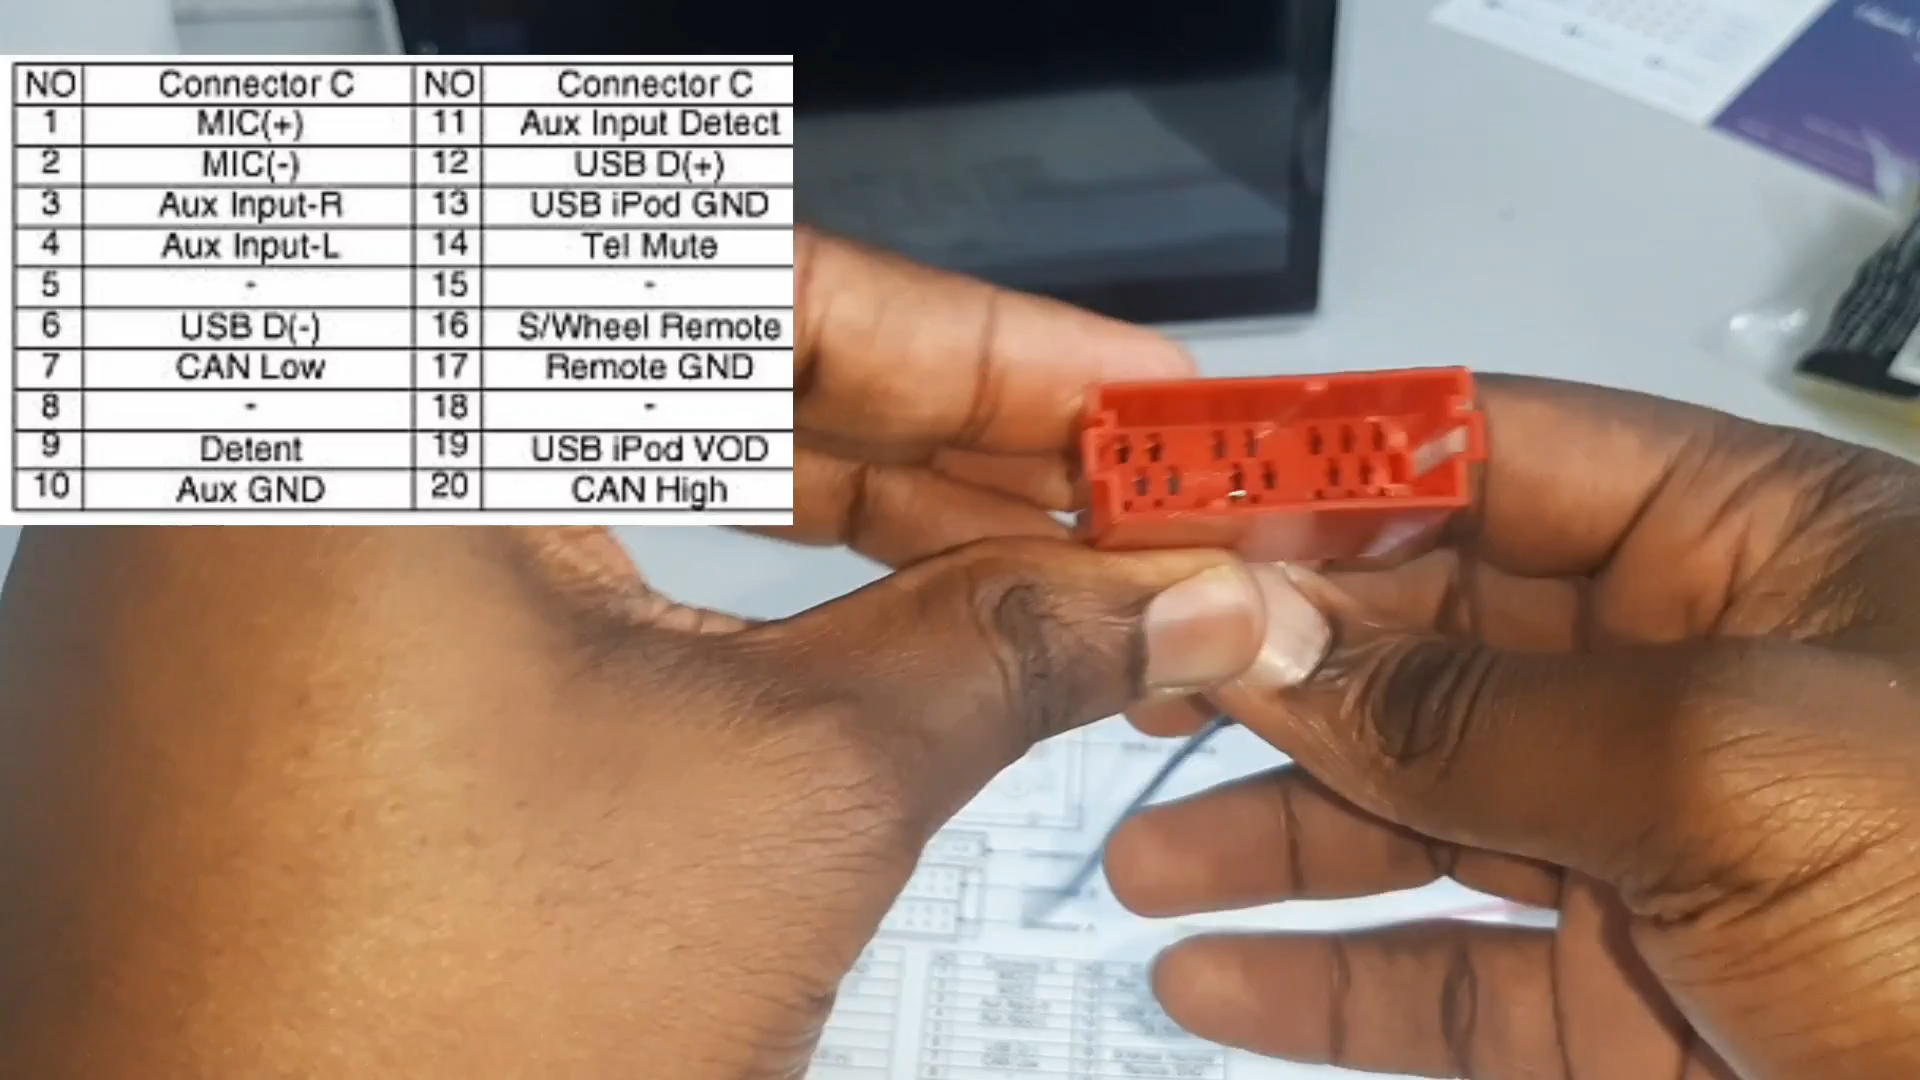 NO Connector C NO Connector C
1 MIC(+) 11 Aux Input Detect
2 MIC(-) 12 USB D(+)
3 Aux Input-R 13 USB iPod GND
4 Aux Input-L 14 Tel Mute
5 - 15 -
6 USB D(-) 16 S/Wheel Remote
7 CAN Low 17 Remote GND
8 - 18 -
9 Detent 19 USB iPod VOD
10 Aux GND 20 CAN High